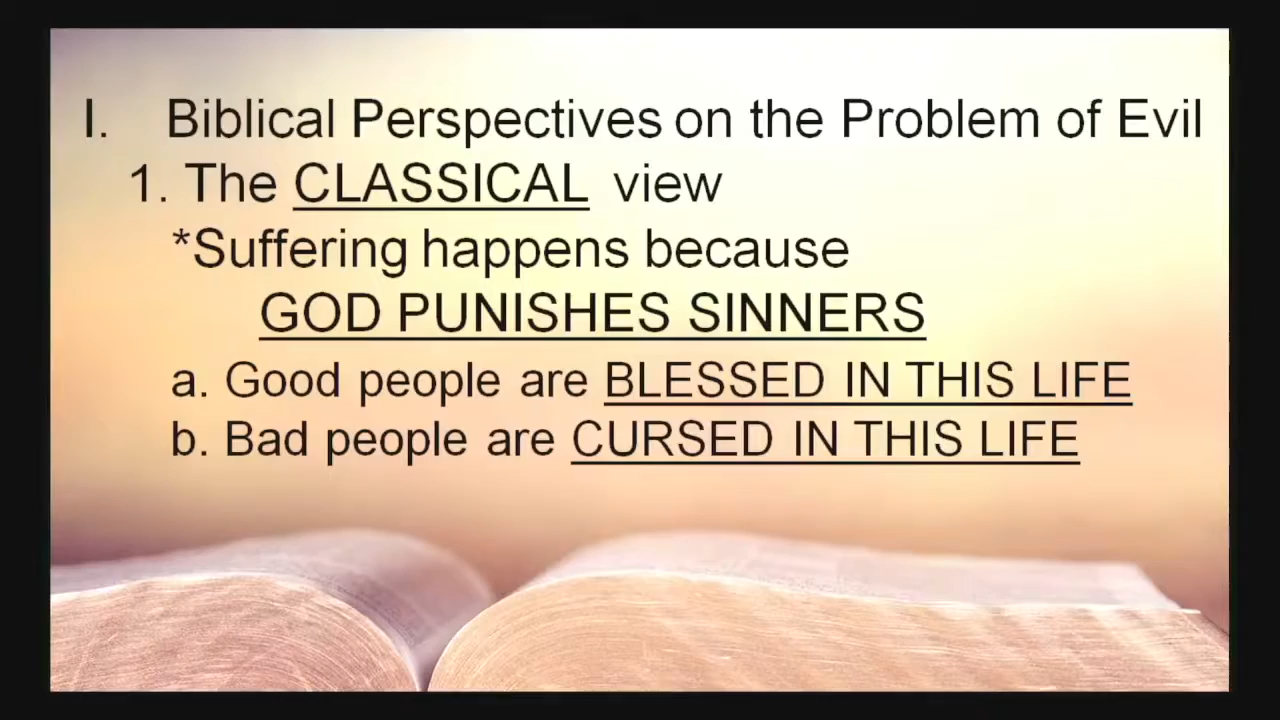 I. Biblical Perspectives on the Problem of Evil
1. The CLASSICAL view
*Suffering happens because
GOD PUNISHES SINNERS
a. Good people are BLESSED IN THIS LIFE
b. Bad people are CURSED IN THIS LIFE